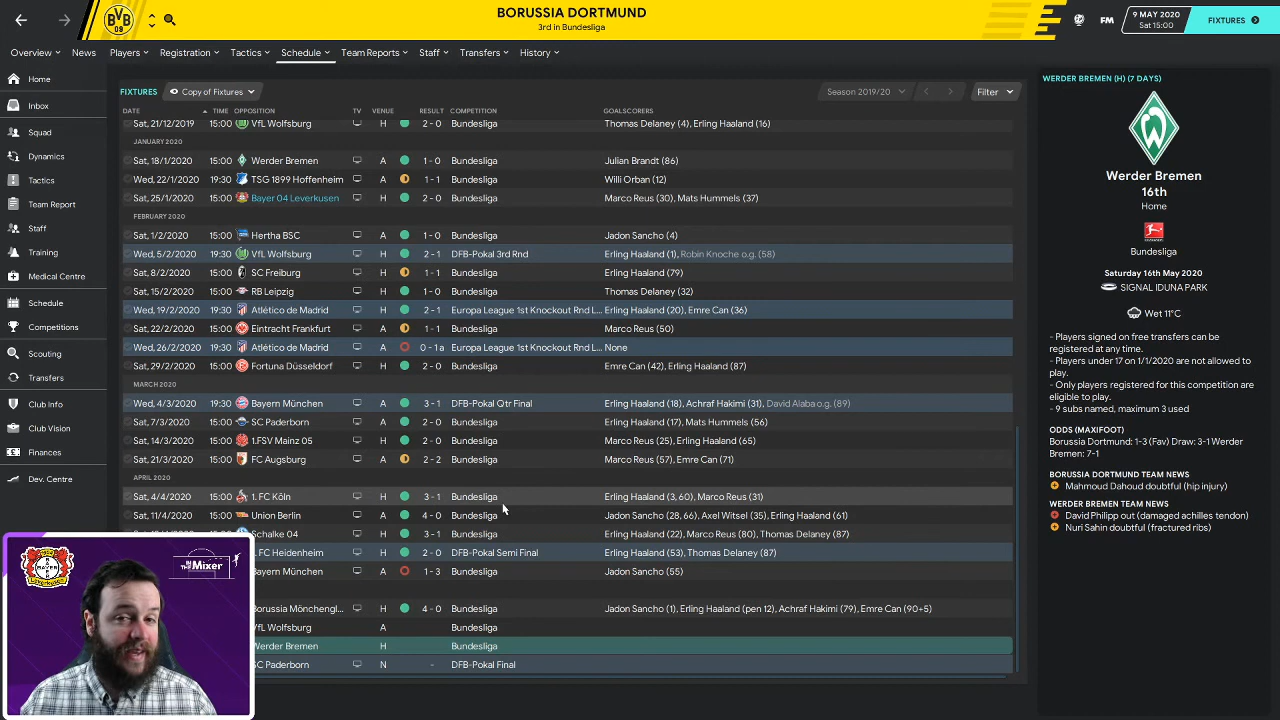 BORUSSIA DORTMUND
3rd in Bundesliga
9 MAY 2020
Sat 15:00
FIXTURES
FM
BVB
09
Overview
News
Players
Registration
Tactics
Schedule
Team Reports
Staff
Transfers
History
Home
Inbox
Squad
Dynamics
Tactics
Team Report
Staff
Training
Medical Centre
Schedule
Competitions
Scouting
Transfers
Club Info
Club Vision
Finances
Dev. Centre
FIXTURES Copy of Fixtures Season 2019/20 Filter
DATE TIME OPPOSITION TV VENUE RESULT COMPETITION GOALSCORERS
Sat, 21/12/2019 15:00 VfL Wolfsburg H 2-0 Bundesliga Thomas Delaney (4), Erling Haaland (16)
JANUARY 2020
Sat, 18/1/2020 15:00 Werder Bremen A 1-0 Bundesliga Julian Brandt (86)
Wed, 22/1/2020 19:30 TSG 1899 Hoffenheim A 1-1 Bundesliga Willi Orban (12)
Sat, 25/1/2020 15:00 Bayer 04 Leverkusen H 2-0 Bundesliga Marco Reus (30), Mats Hummels (37)
FEBRUARY 2020
Sat, 1/2/2020 15:00 Hertha BSC A 1-0 Bundesliga Jadon Sancho (4)
Wed, 5/2/2020 19:30 VfL Wolfsburg H 2-1 DFB-Pokal 3rd Rnd Erling Haaland (1), Robin Knoche o.g. (58)
Sat, 8/2/2020 15:00 SC Freiburg H 1-1 Bundesliga Erling Haaland (79)
Sat, 15/2/2020 15:00 RB Leipzig A 1-0 Bundesliga Thomas Delaney (32)
Wed, 19/2/2020 19:30 Atlético de Madrid H 2-1 Europa League 1st Knockout Rnd L... Erling Haaland (20), Emre Can (36)
Sat, 22/2/2020 15:00 Eintracht Frankfurt A 1-1 Bundesliga Marco Reus (50)
Wed, 26/2/2020 19:30 Atlético de Madrid A 0-1 a Europa League 1st Knockout Rnd L... None
Sat, 29/2/2020 15:00 Fortuna Düsseldorf H 2-0 Bundesliga Emre Can (42), Erling Haaland (87)
MARCH 2020
Wed, 4/3/2020 19:30 Bayern München H 3-1 DFB-Pokal Qtr Final Erling Haaland (18), Achraf Hakimi (31), David Alaba o.g. (89)
Sat, 7/3/2020 15:00 SC Paderborn A 2-0 Bundesliga Erling Haaland (17), Mats Hummels (56)
Sat, 14/3/2020 15:00 1.FSV Mainz 05 H 2-0 Bundesliga Marco Reus (25), Erling Haaland (65)
Sat, 21/3/2020 15:00 FC Augsburg A 2-2 Bundesliga Marco Reus (57), Emre Can (71)
APRIL 2020
Sat, 4/4/2020 15:00 1. FC Köln H 3-1 Bundesliga Erling Haaland (3, 60), Marco Reus (31)
Sat, 11/4/2020 15:00 Union Berlin A 4-0 Bundesliga Jadon Sancho (28, 66), Axel Witsel (35), Erling Haaland (61)
Schalke 04 H 3-1 Bundesliga Erling Haaland (22), Marco Reus (80), Thomas Delaney (87)
FC Heidenheim H 2-0 DFB-Pokal Semi Final Erling Haaland (53), Thomas Delaney (87)
Bayern München A 1-3 Bundesliga Jadon Sancho (55)
Borussia Mönchengl... H 4-0 Bundesliga Jadon Sancho (1), Erling Haaland (pen 12), Achraf Hakimi (79), Emre Can (90+5)
VfL Wolfsburg A Bundesliga
Werder Bremen H Bundesliga
SC Paderborn N - DFB-Pokal Final
WERDER BREMEN (H) (7 DAYS)
Werder Bremen
16th
Home
Bundesliga
Saturday 16th May 2020
SIGNAL IDUNA PARK
Wet 11°C
- Players signed on free transfers can be
registered at any time.
- Players under 17 on 1/1/2020 are not allowed to
play.
- Only players registered for this competition are
eligible to play.
- 9 subs named, maximum 3 used
ODDS (MAXIFOOT)
Borussia Dortmund: 1-3 (Fav) Draw: 3-1 Werder
Bremen: 7-1
BORUSSIA DORTMUND TEAM NEWS
Mahmoud Dahoud doubtful (hip injury)
WERDER BREMEN TEAM NEWS
David Philipp out (damaged achilles tendon)
Nuri Sahin doubtful (fractured ribs)
The Mixer